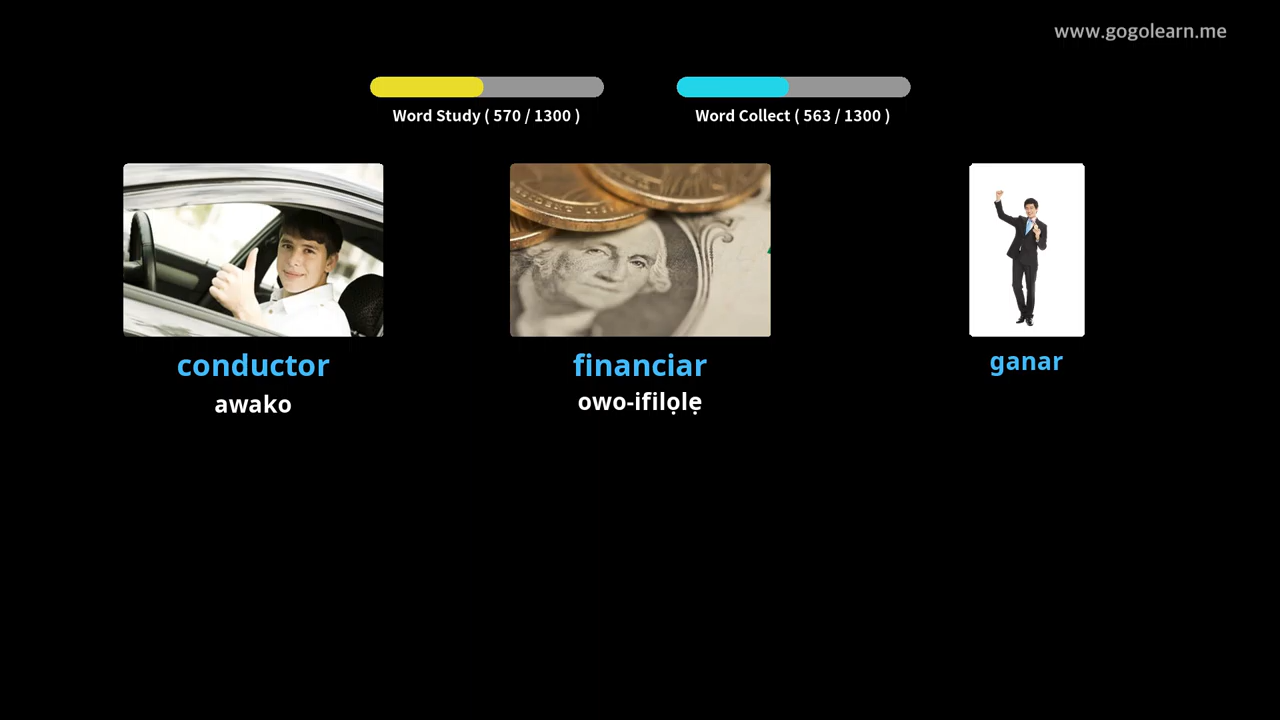 www.gogolearn.me
Word Study ( 570 / 1300 )
Word Collect ( 563 / 1300 )
conductor
awako
financiar
owo-ifilọlẹ
ganar